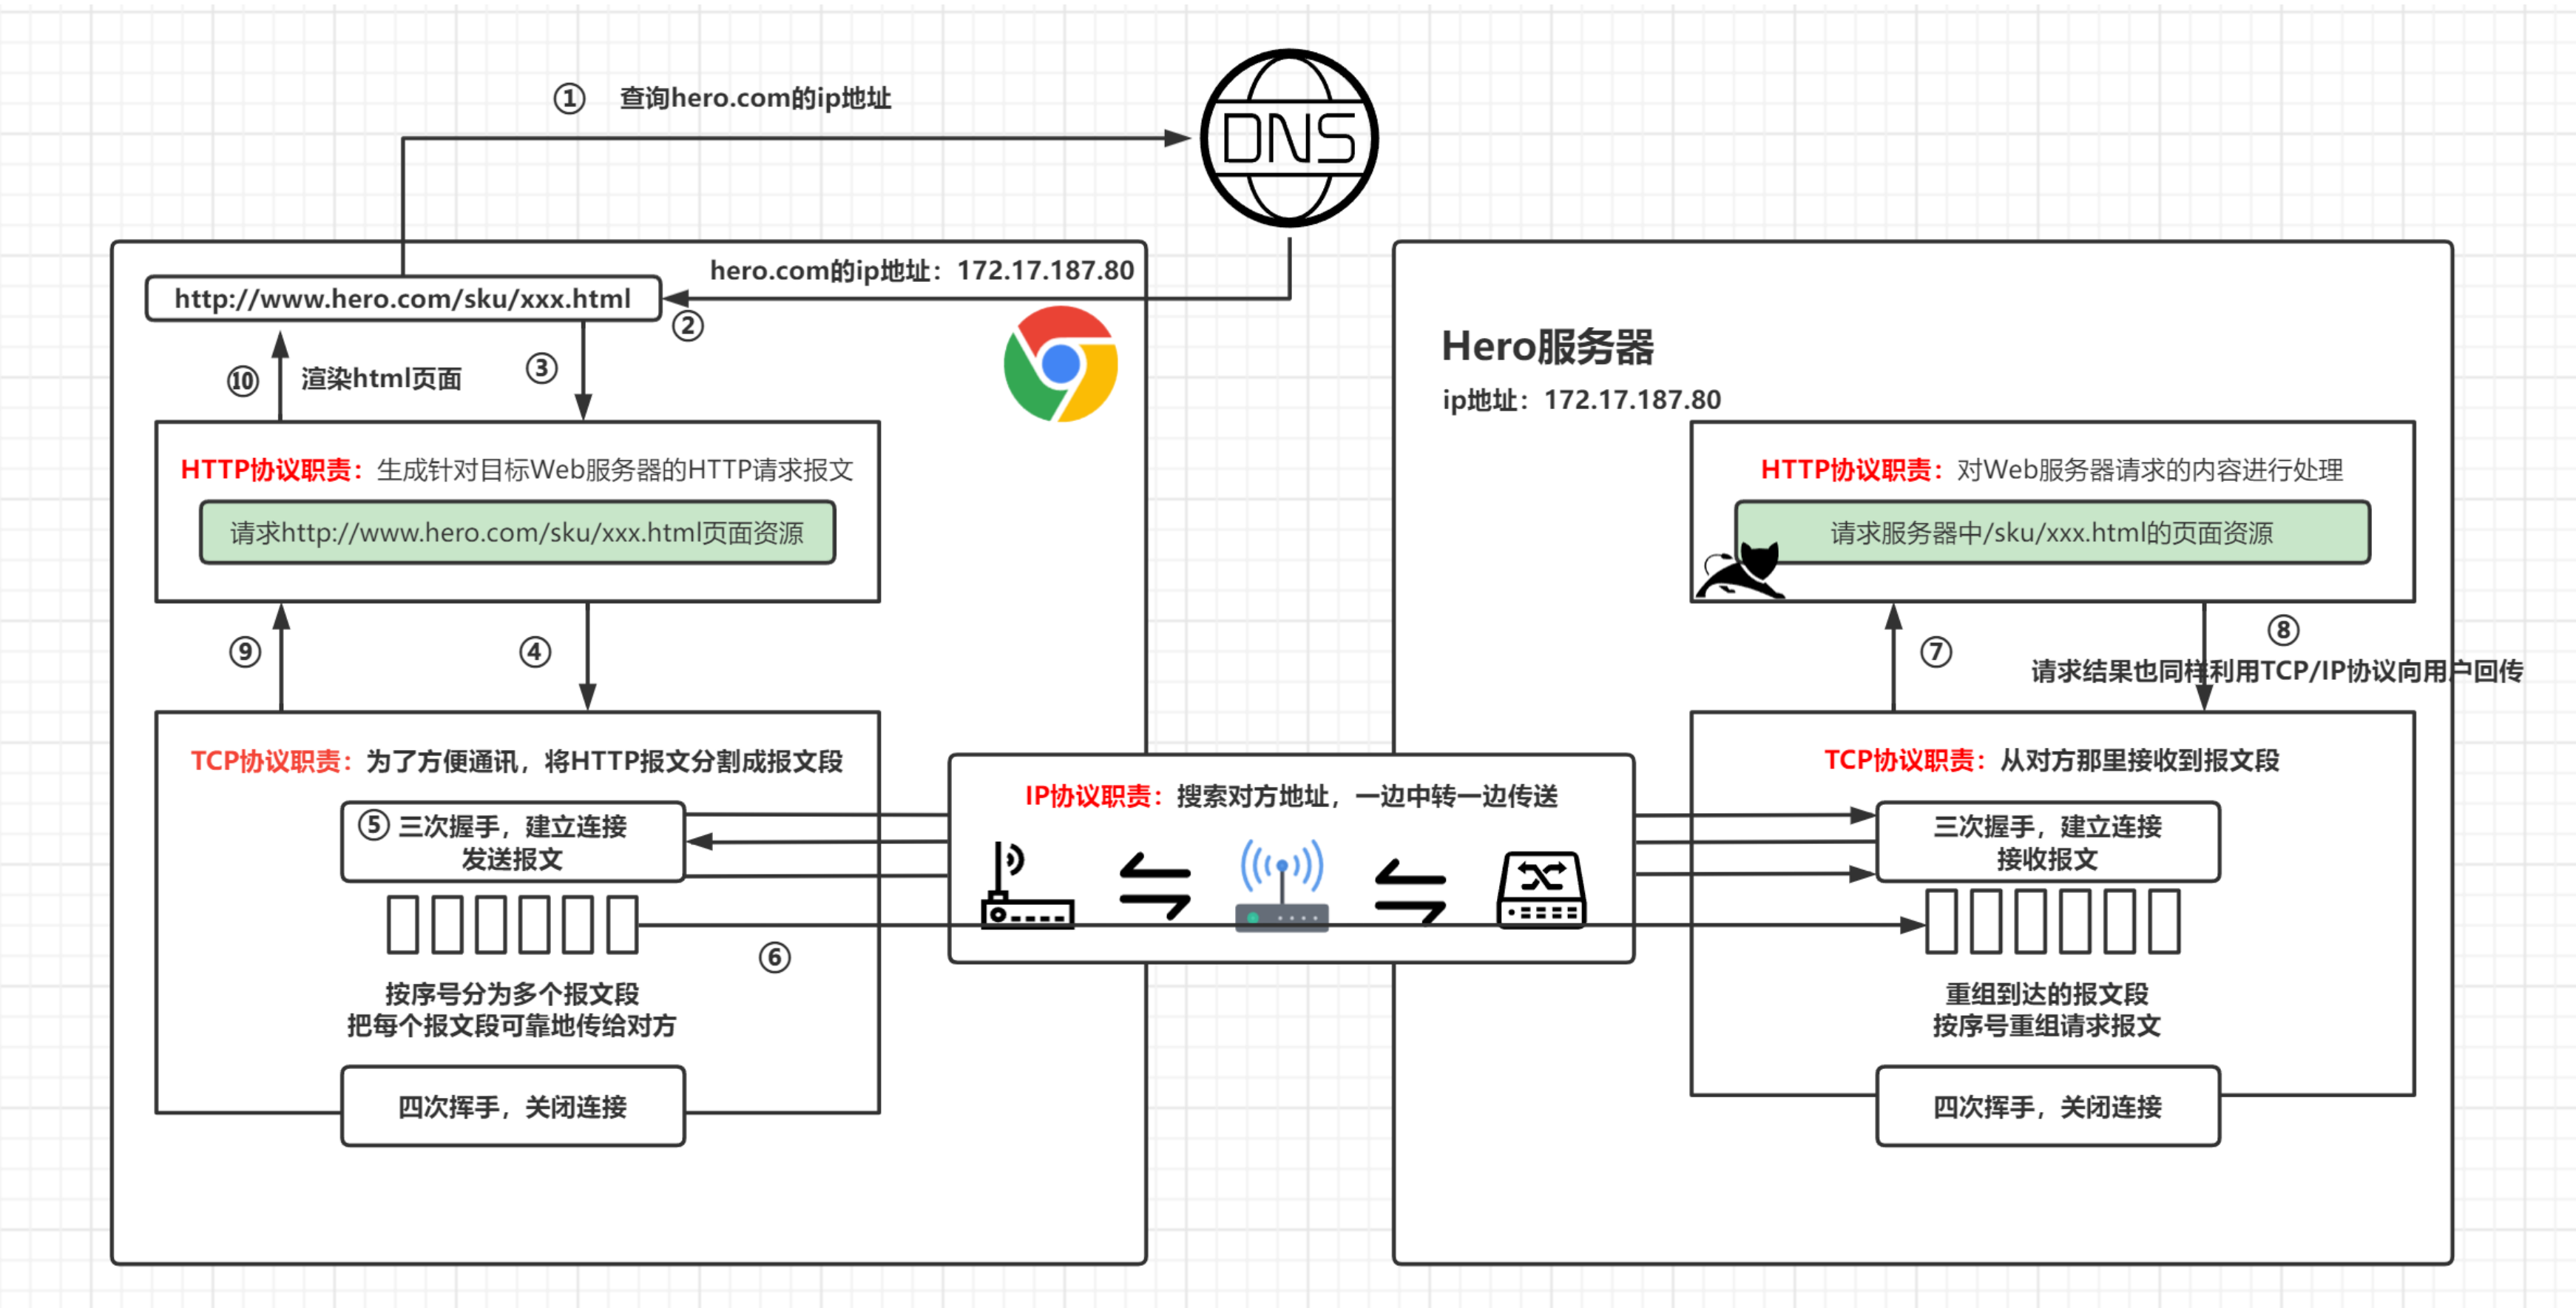 ① 查询hero.com的ip地址
DNS
hero.com的ip地址：172.17.187.80
http://www.hero.com/sku/xxx.html
②
⑩ 渲染html页面
③
HTTP协议职责：生成针对目标Web服务器的HTTP请求报文
请求http://www.hero.com/sku/xxx.html页面资源
⑨
④
TCP协议职责：为了方便通讯，将HTTP报文分割成报文段
⑤ 三次握手，建立连接
发送报文
⑥
按序号分为多个报文段
把每个报文段可靠地传给对方
四次挥手，关闭连接
IP协议职责：搜索对方地址，一边中转一边传送
Hero服务器
ip地址：172.17.187.80
HTTP协议职责：对Web服务器请求的内容进行处理
请求服务器中/sku/xxx.html的页面资源
⑦
⑧
请求结果也同样利用TCP/IP协议向用户回传
TCP协议职责：从对方那里接收到报文段
三次握手，建立连接
接收报文
重组到达的报文段
按序号重组请求报文
四次挥手，关闭连接